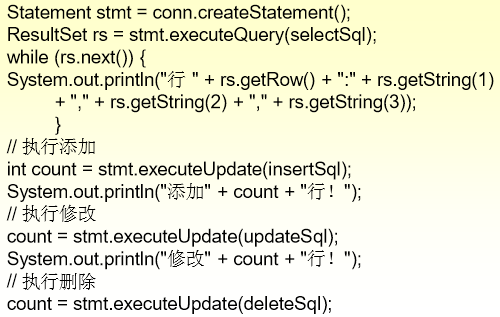 Statement stmt = conn.createStatement();
ResultSet rs = stmt.executeQuery(selectSql);
while (rs.next()) {
System.out.println("行 " + rs.getRow() + ":" + rs.getString(1)
+ "," + rs.getString(2) + "," + rs.getString(3));
}
// 执行添加
int count = stmt.executeUpdate(insertSql);
System.out.println("添加" + count + "行！");
// 执行修改
count = stmt.executeUpdate(updateSql);
System.out.println("修改" + count + "行！");
// 执行删除
count = stmt.executeUpdate(deleteSql);